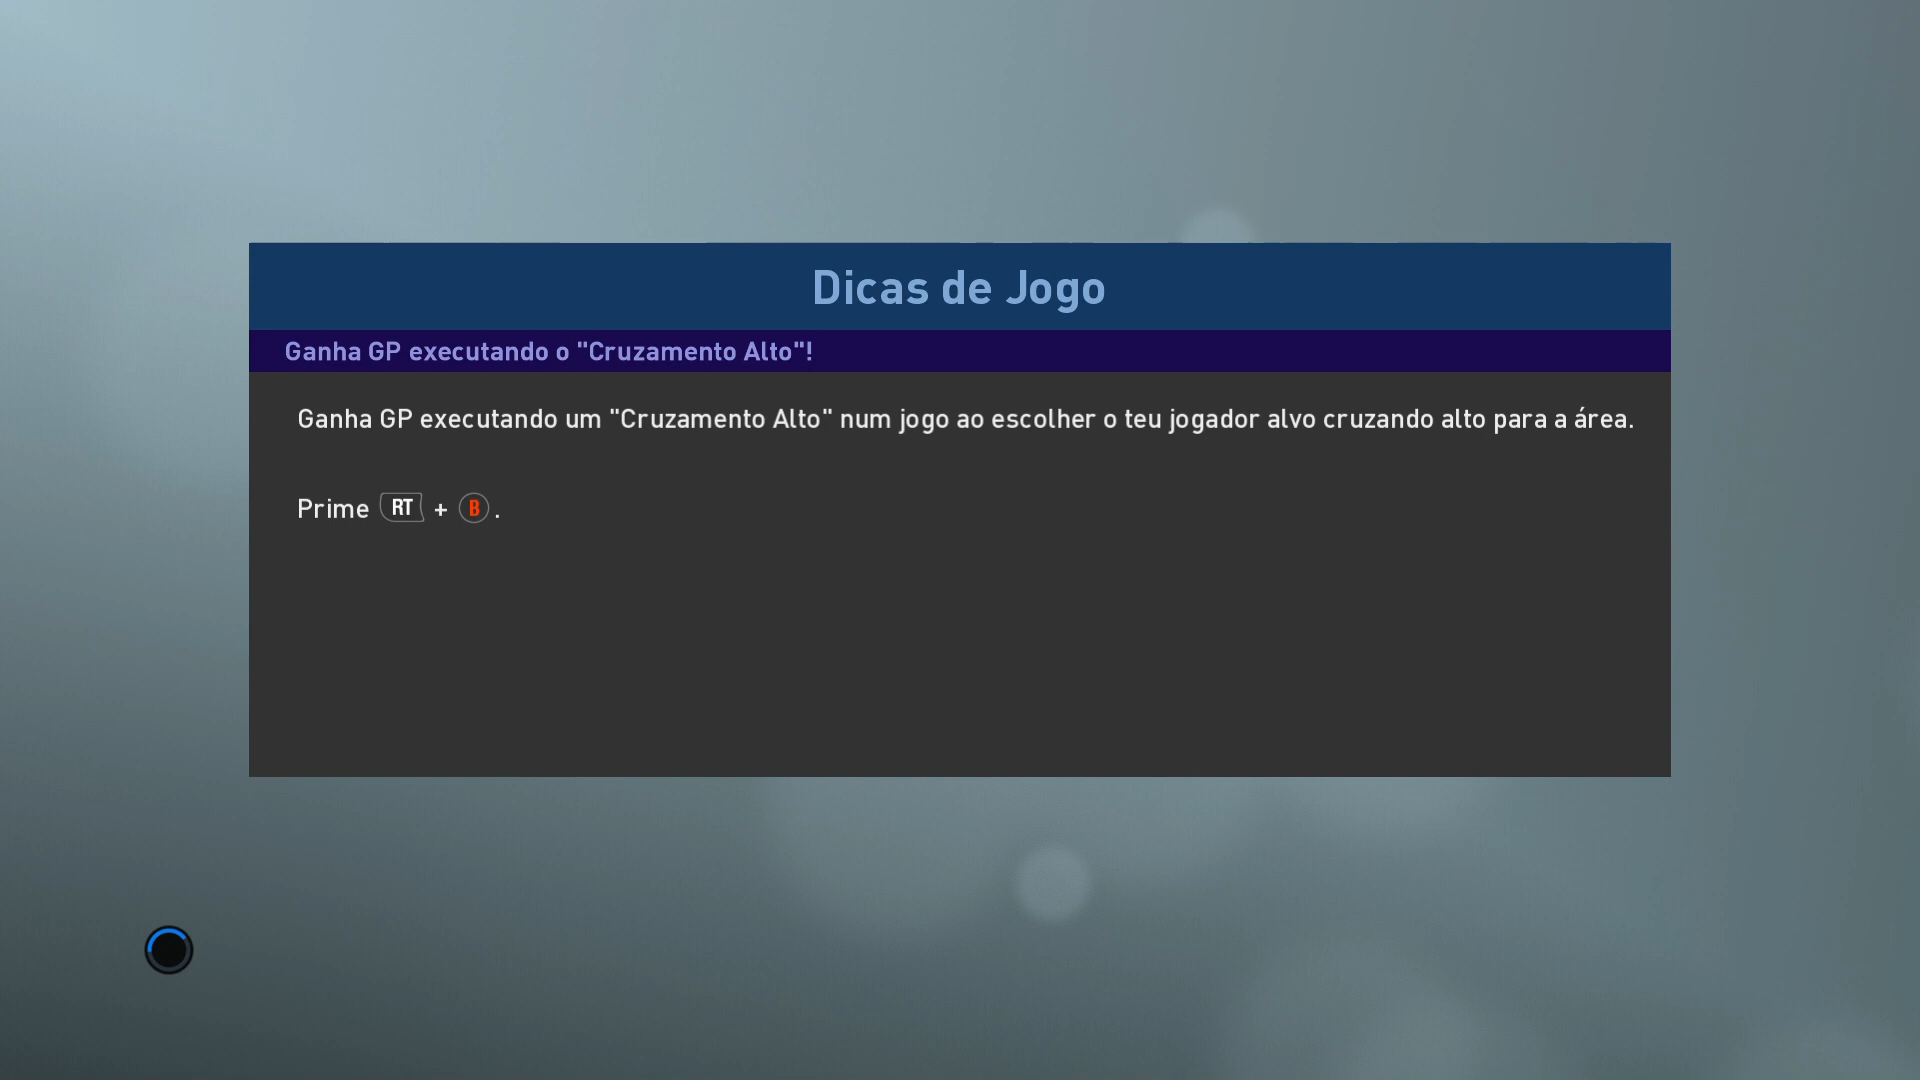 Dicas de Jogo
Ganha GP executando o "Cruzamento Alto"!
Ganha GP executando um "Cruzamento Alto" num jogo ao escolher o teu jogador alvo cruzando alto para a área.
Prime RT + B .